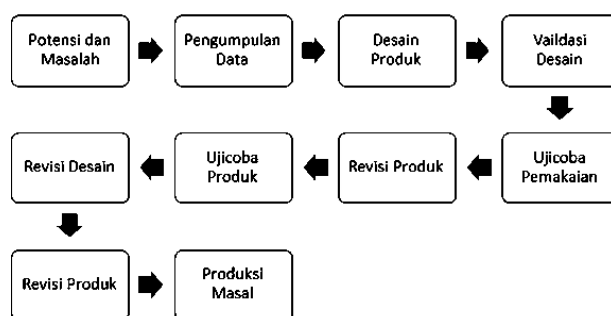 Potensi dan
Masalah
Pengumpulan
Data
Desain
Produk
Vaildasi
Desain
Ujicoba
Pemakaian
Revisi Produk
Ujicoba
Produk
Revisi Desain
Revisi Produk
Produksi
Masal